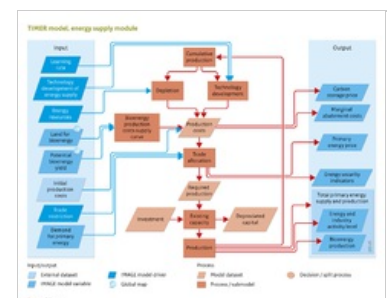 TIMER model, energy supply module
Input
Learning rate
Technology development of energy supply
Energy resources
Land for bioenergy
Potential bioenergy yield
Initial production costs
Trade restriction
Demand for primary energy
Cumulative production
Depletion
Technology development
Bioenergy production costs supply curve
Production costs
Trade allocation
Required production
Investment
Existing capacity
Depreciated capital
Production
Output
Carbon storage price
Marginal abatement costs
Primary energy price
Energy security indicators
Total primary energy supply and production
Energy and industry activity level
Bioenergy production
Input/output
External dataset
IMAGE model driver
IMAGE model variable
Global map
Process
Model dataset
Decision / split process
Process / submodel